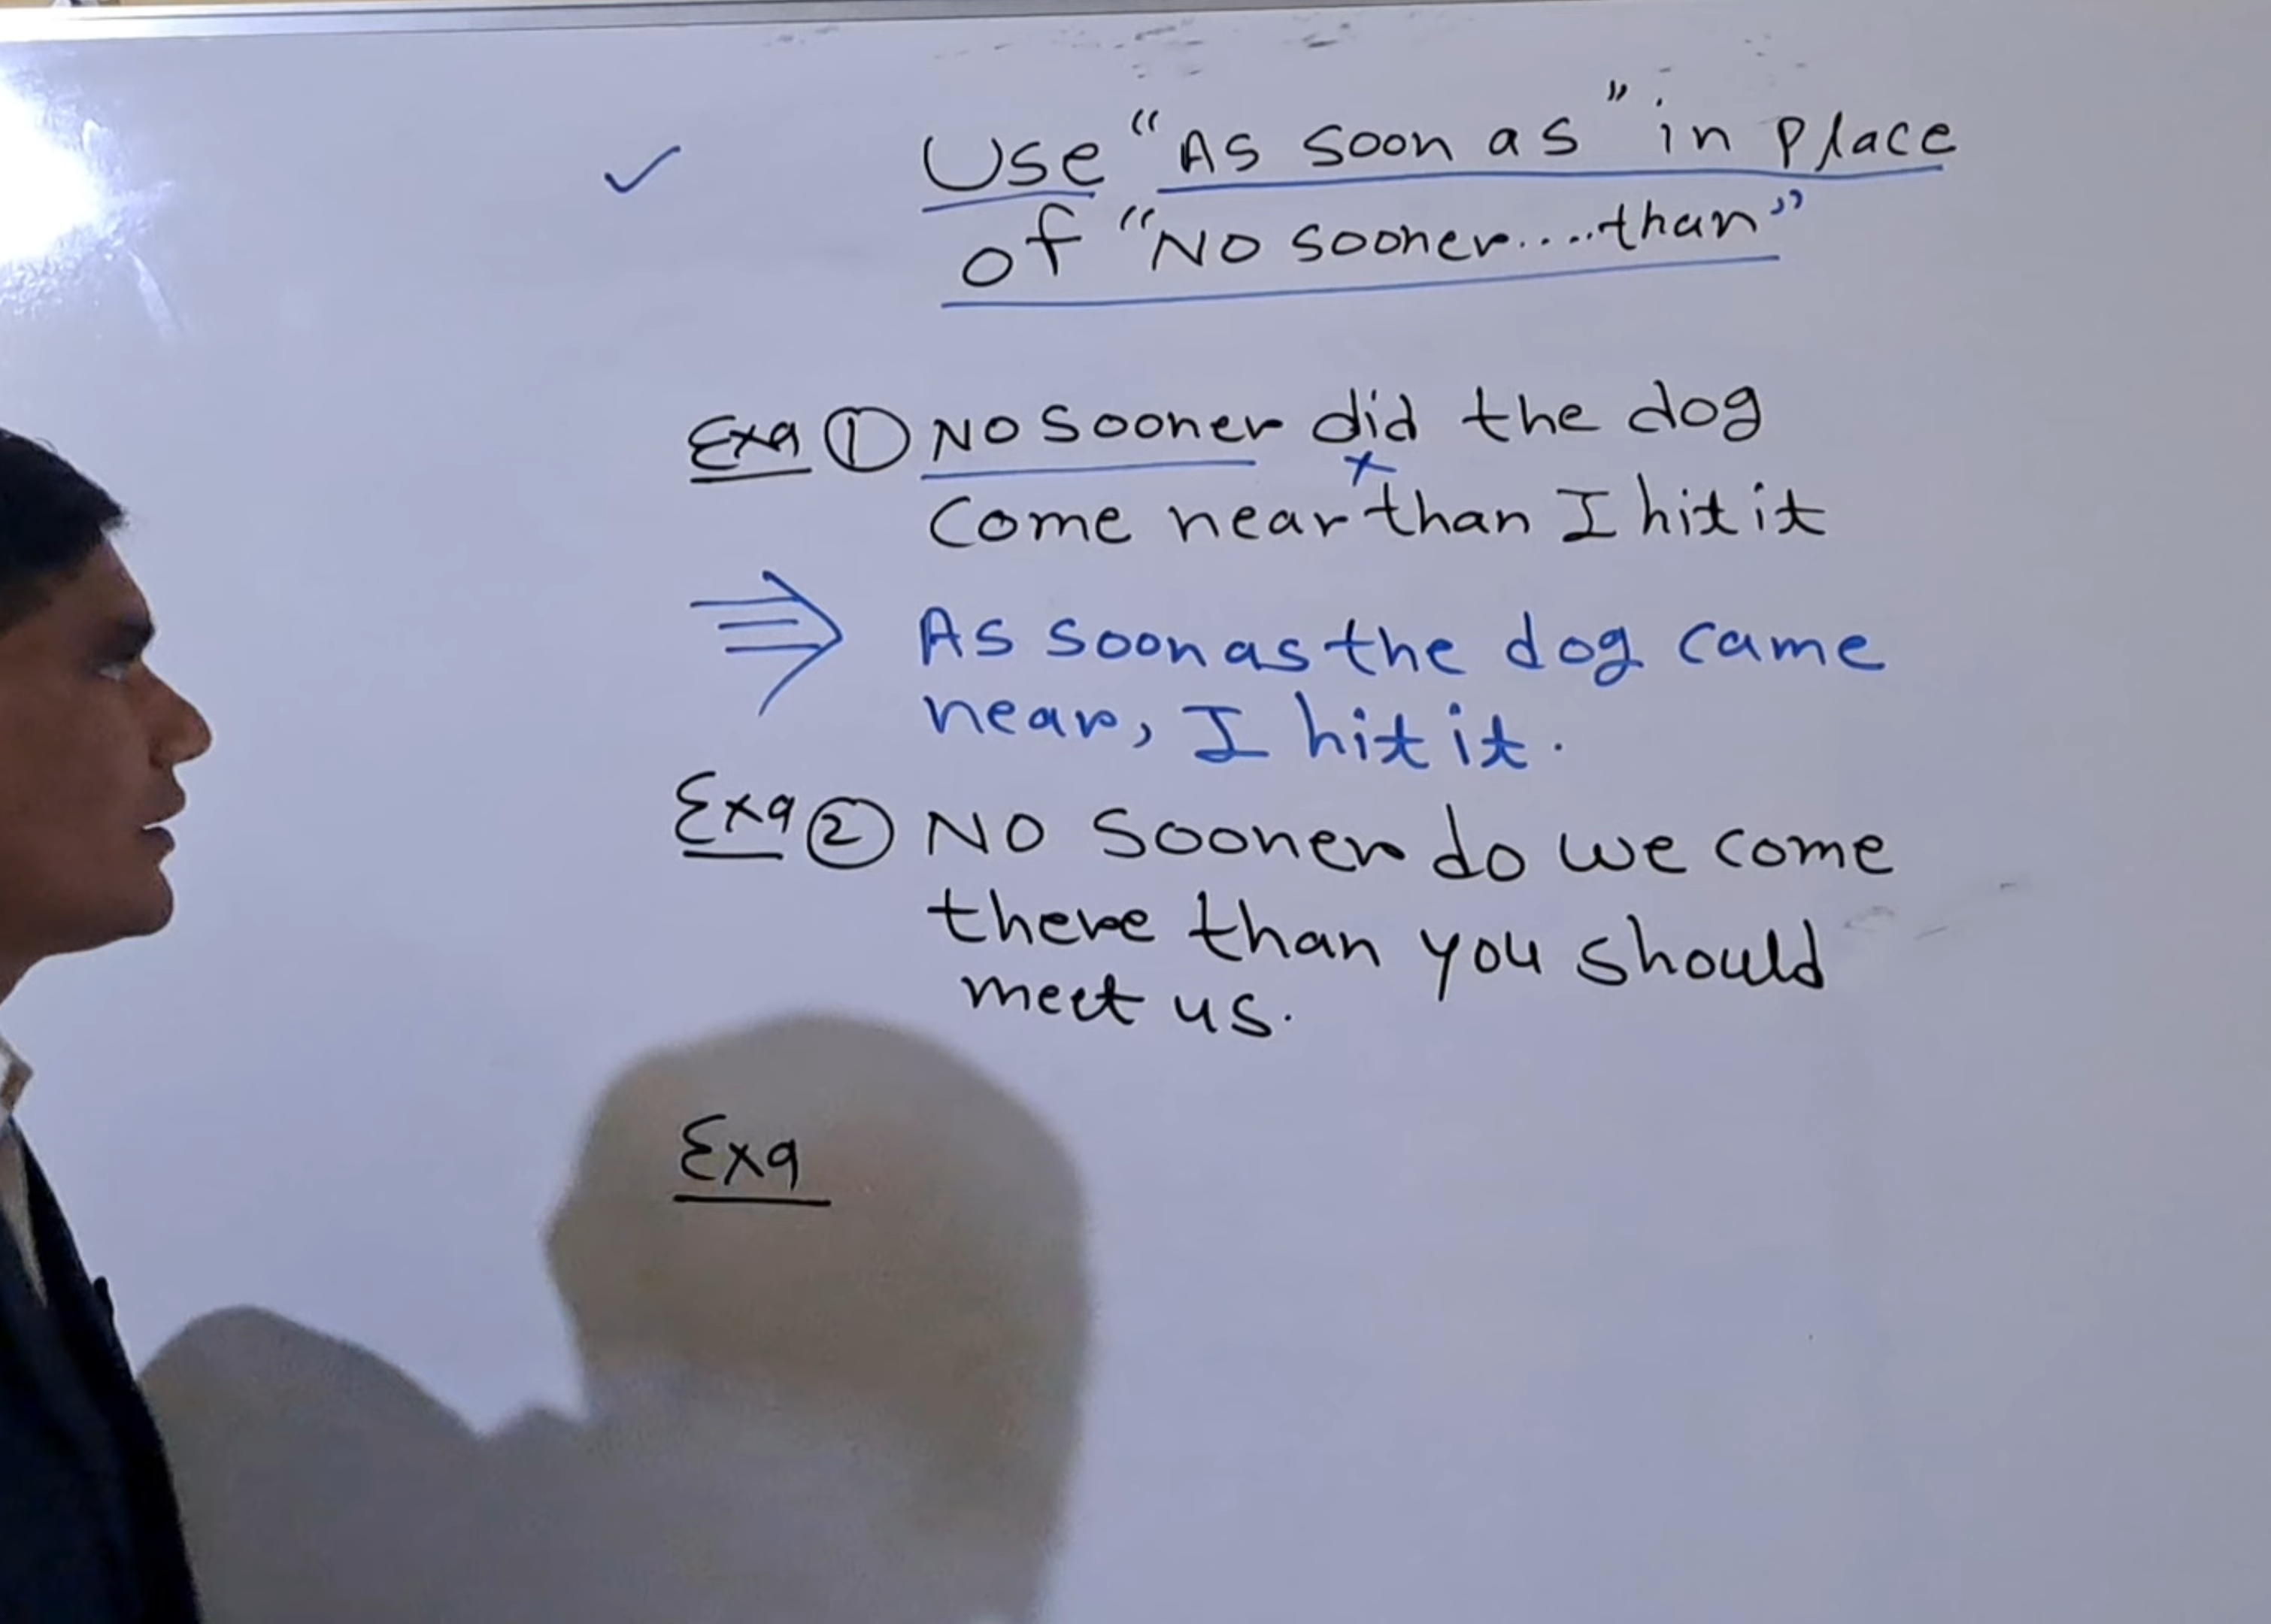 Use "As soon as" in place
of "No sooner....than"
Exa ① No sooner did the dog
x
come near than I hit it
⇒ As soon as the dog came
near, I hit it.
Exa ② No sooner do we come
there than you should
meet us.
Exa